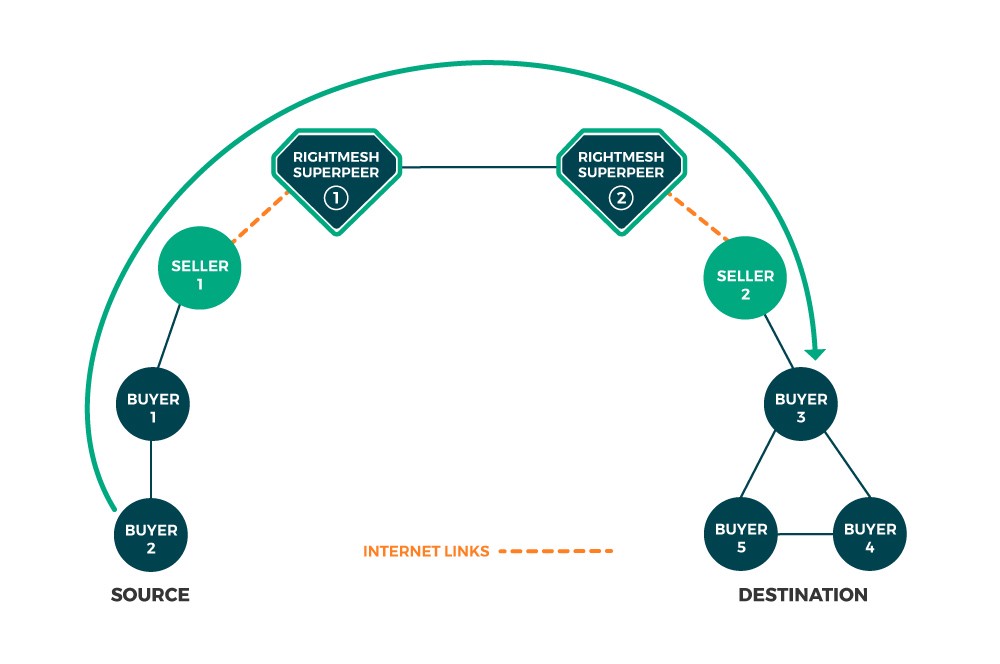 RIGHTMESH
SUPERPEER
1
RIGHTMESH
SUPERPEER
2
SELLER
1
SELLER
2
BUYER
1
BUYER
3
BUYER
2
BUYER
5
BUYER
4
INTERNET LINKS
SOURCE
DESTINATION